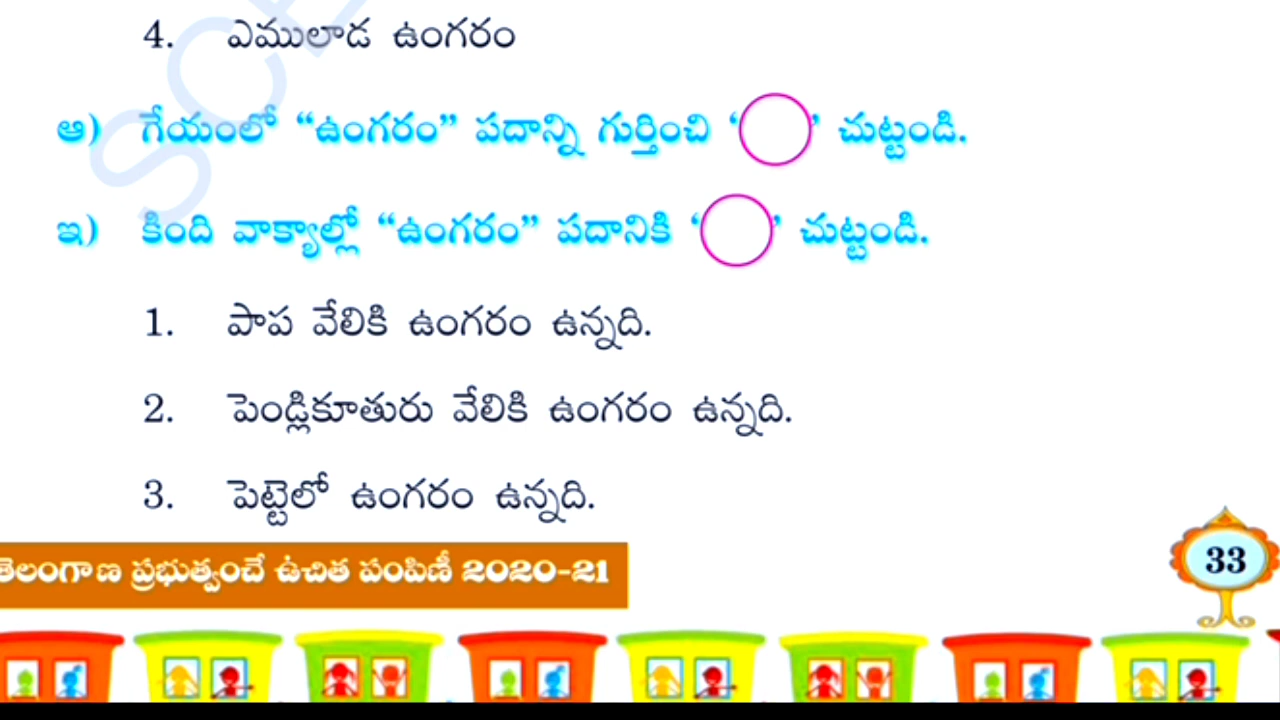 4. ఎములాడ ఉంగరం
ఆ) గేయంలో “ఉంగరం” పదాన్ని గుర్తించి ‘ ’ చుట్టండి.
ఇ) కింది వాక్యాల్లో “ఉంగరం” పదానికి ‘ ’ చుట్టండి.
1. పాప వేలికి ఉంగరం ఉన్నది.
2. పెండ్లికూతురు వేలికి ఉంగరం ఉన్నది.
3. పెట్టెలో ఉంగరం ఉన్నది.
తెలంగాణ ప్రభుత్వంచే ఉచిత పంపిణీ 2020-21
33